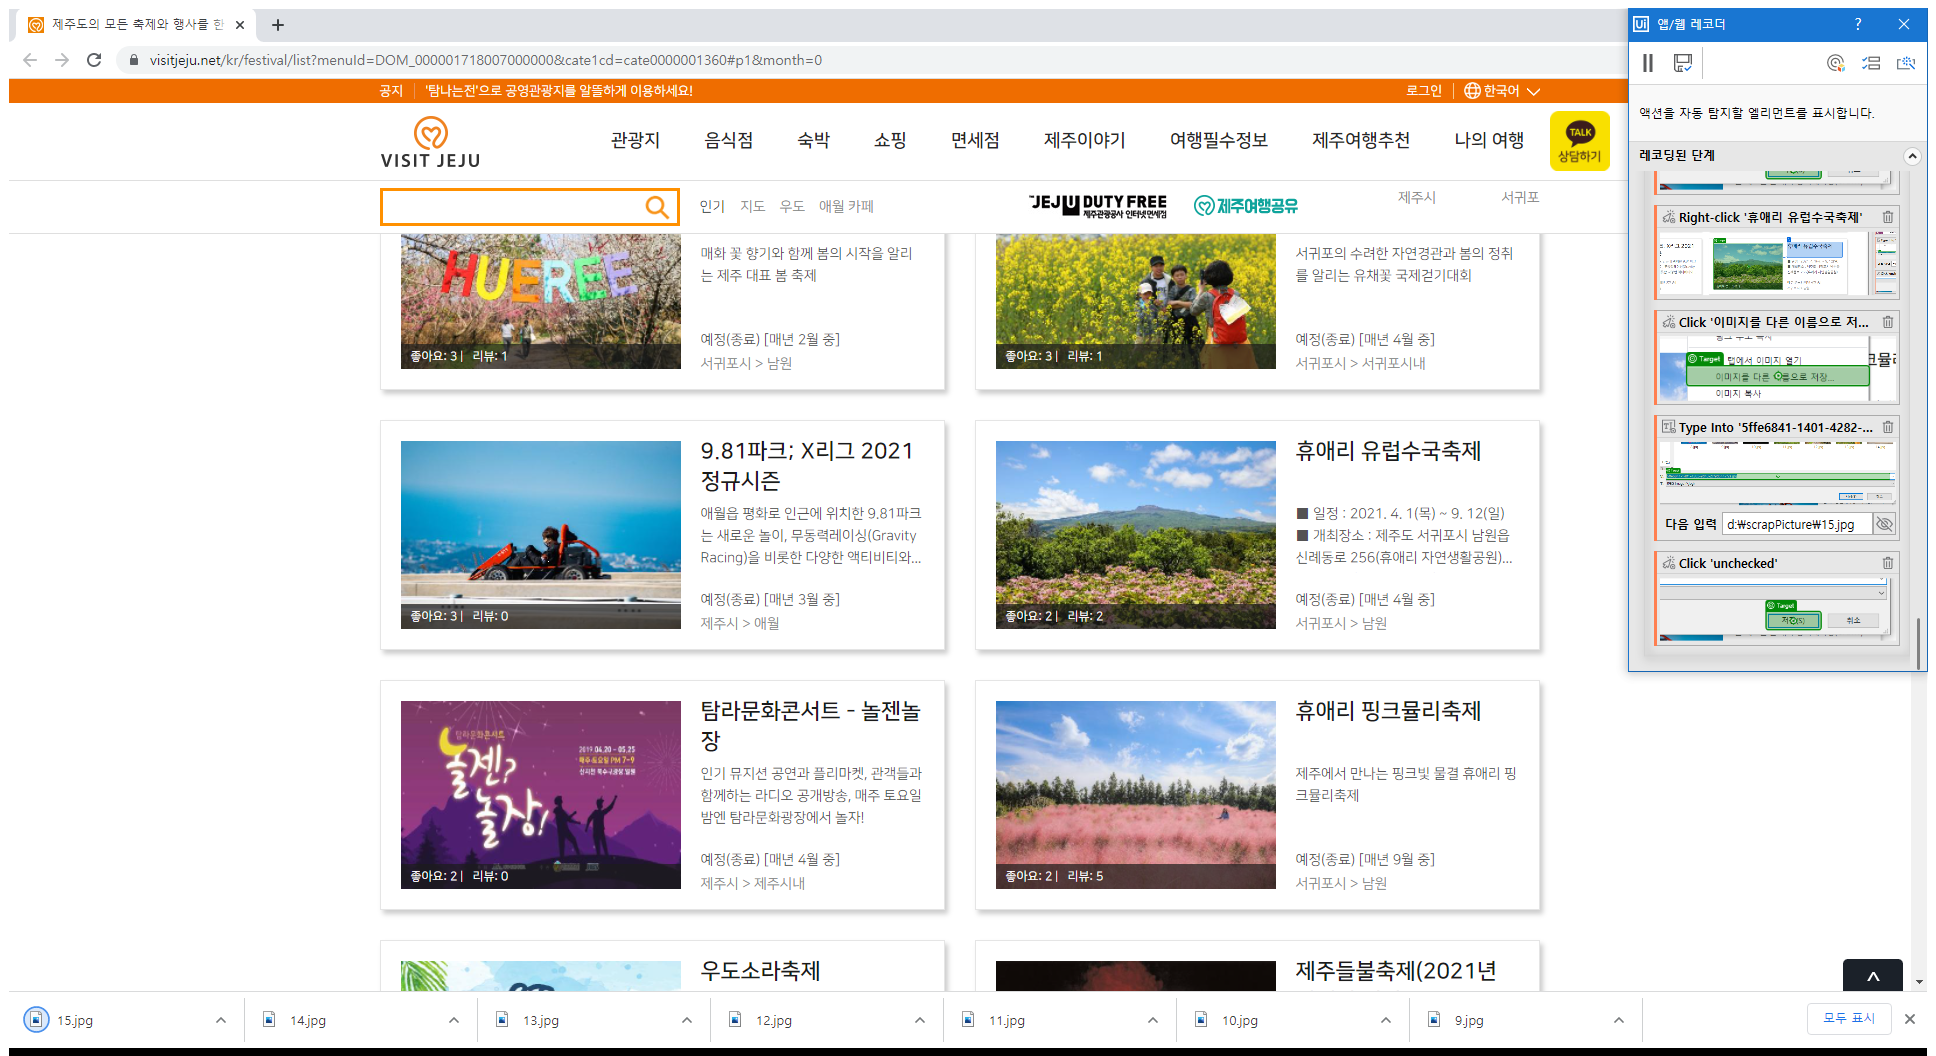 제주도의 모든 축제와 행사를 한
visitjeju.net/kr/festival/list?menuId=DOM_000001718007000000&cate1cd=cate0000001360#p1&month=0
공지 '탐나는전'으로 공영관광지를 알뜰하게 이용하세요!
로그인 한국어
VISIT JEJU
관광지 음식점 숙박 쇼핑 면세점 제주이야기 여행필수정보 제주여행추천 나의 여행
TALK
상담하기
인기 지도 우도 애월 카페
JEJU DUTY FREE
제주관광공사 인터넷면세점
제주여행공유
제주시 서귀포
HUEREE
매화 꽃 향기와 함께 봄의 시작을 알리
는 제주 대표 봄 축제
예정(종료) [매년 2월 중]
서귀포시 > 남원
좋아요: 3 | 리뷰: 1
서귀포의 수려한 자연경관과 봄의 정취
를 알리는 유채꽃 국제걷기대회
예정(종료) [매년 4월 중]
서귀포시 > 서귀포시내
좋아요: 3 | 리뷰: 1
9.81파크; X리그 2021
정규시즌
애월읍 평화로 인근에 위치한 9.81파크
는 새로운 놀이, 무동력레이싱(Gravity
Racing)을 비롯한 다양한 액티비티와...
예정(종료) [매년 3월 중]
제주시 > 애월
좋아요: 3 | 리뷰: 0
휴애리 유럽수국축제
■ 일정 : 2021. 4. 1(목) ~ 9. 12(일)
■ 개최장소 : 제주도 서귀포시 남원읍
신례동로 256(휴애리 자연생활공원)...
예정(종료) [매년 4월 중]
서귀포시 > 남원
좋아요: 2 | 리뷰: 2
탐라문화콘서트 - 놀젠놀
장
인기 뮤지션 공연과 플리마켓, 관객들과
함께하는 라디오 공개방송, 매주 토요일
밤엔 탐라문화광장에서 놀자!
예정(종료) [매년 4월 중]
제주시 > 제주시내
탐라문화콘서트
놀젠?
놀장!
2019 04.20 - 05.25
매주 토요일 PM 7-9
좋아요: 2 | 리뷰: 0
휴애리 핑크뮬리축제
제주에서 만나는 핑크빛 물결 휴애리 핑
크뮬리축제
예정(종료) [매년 9월 중]
서귀포시 > 남원
좋아요: 2 | 리뷰: 5
우도소라축제
제주들불축제(2021년
Ui 앱/웹 레코더 ?
액션을 자동 탐지할 엘리먼트를 표시합니다.
레코딩된 단계
취소
Right-click '휴애리 유럽수국축제'
Click '이미지를 다른 이름으로 저...
Target 탭에서 이미지 열기
이미지를 다른 이름으로 저장...
이미지 복사
Type Into '5ffe6841-1401-4282-...
다음 입력 d:₩scrapPicture₩15.jpg
Click 'unchecked'
Target
저장(S) 취소
15.jpg 14.jpg 13.jpg 12.jpg 11.jpg 10.jpg 9.jpg 모두 표시